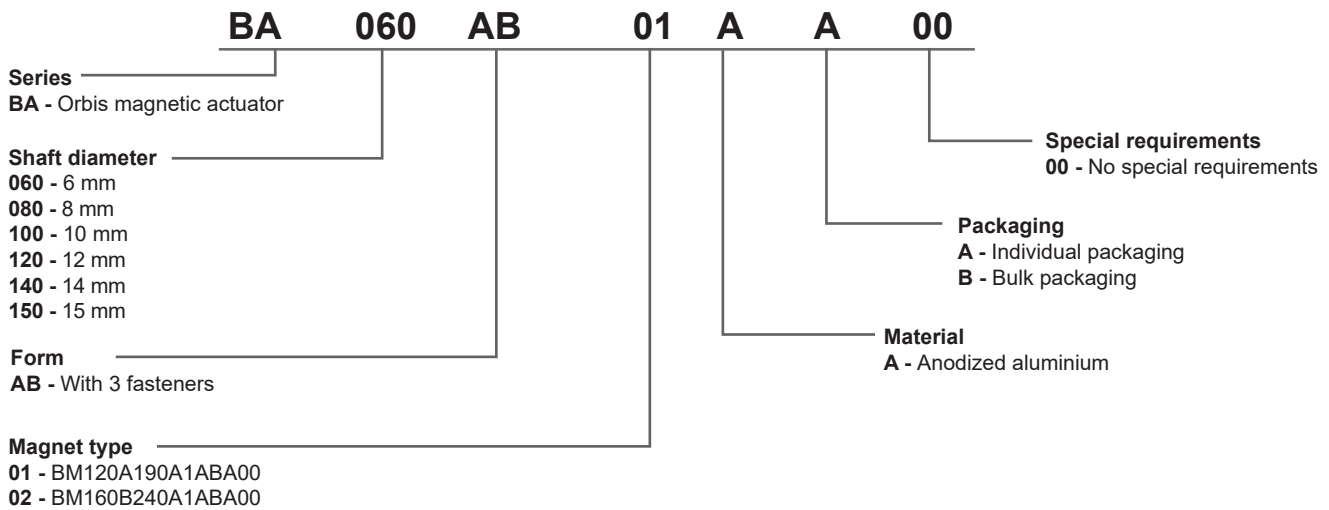 BA 060 AB 01 A A 00
Series
BA - Orbis magnetic actuator
Shaft diameter
060 - 6 mm
080 - 8 mm
100 - 10 mm
120 - 12 mm
140 - 14 mm
150 - 15 mm
Form
AB - With 3 fasteners
Magnet type
01 - BM120A190A1ABA00
02 - BM160B240A1ABA00
Special requirements
00 - No special requirements
Packaging
A - Individual packaging
B - Bulk packaging
Material
A - Anodized aluminium